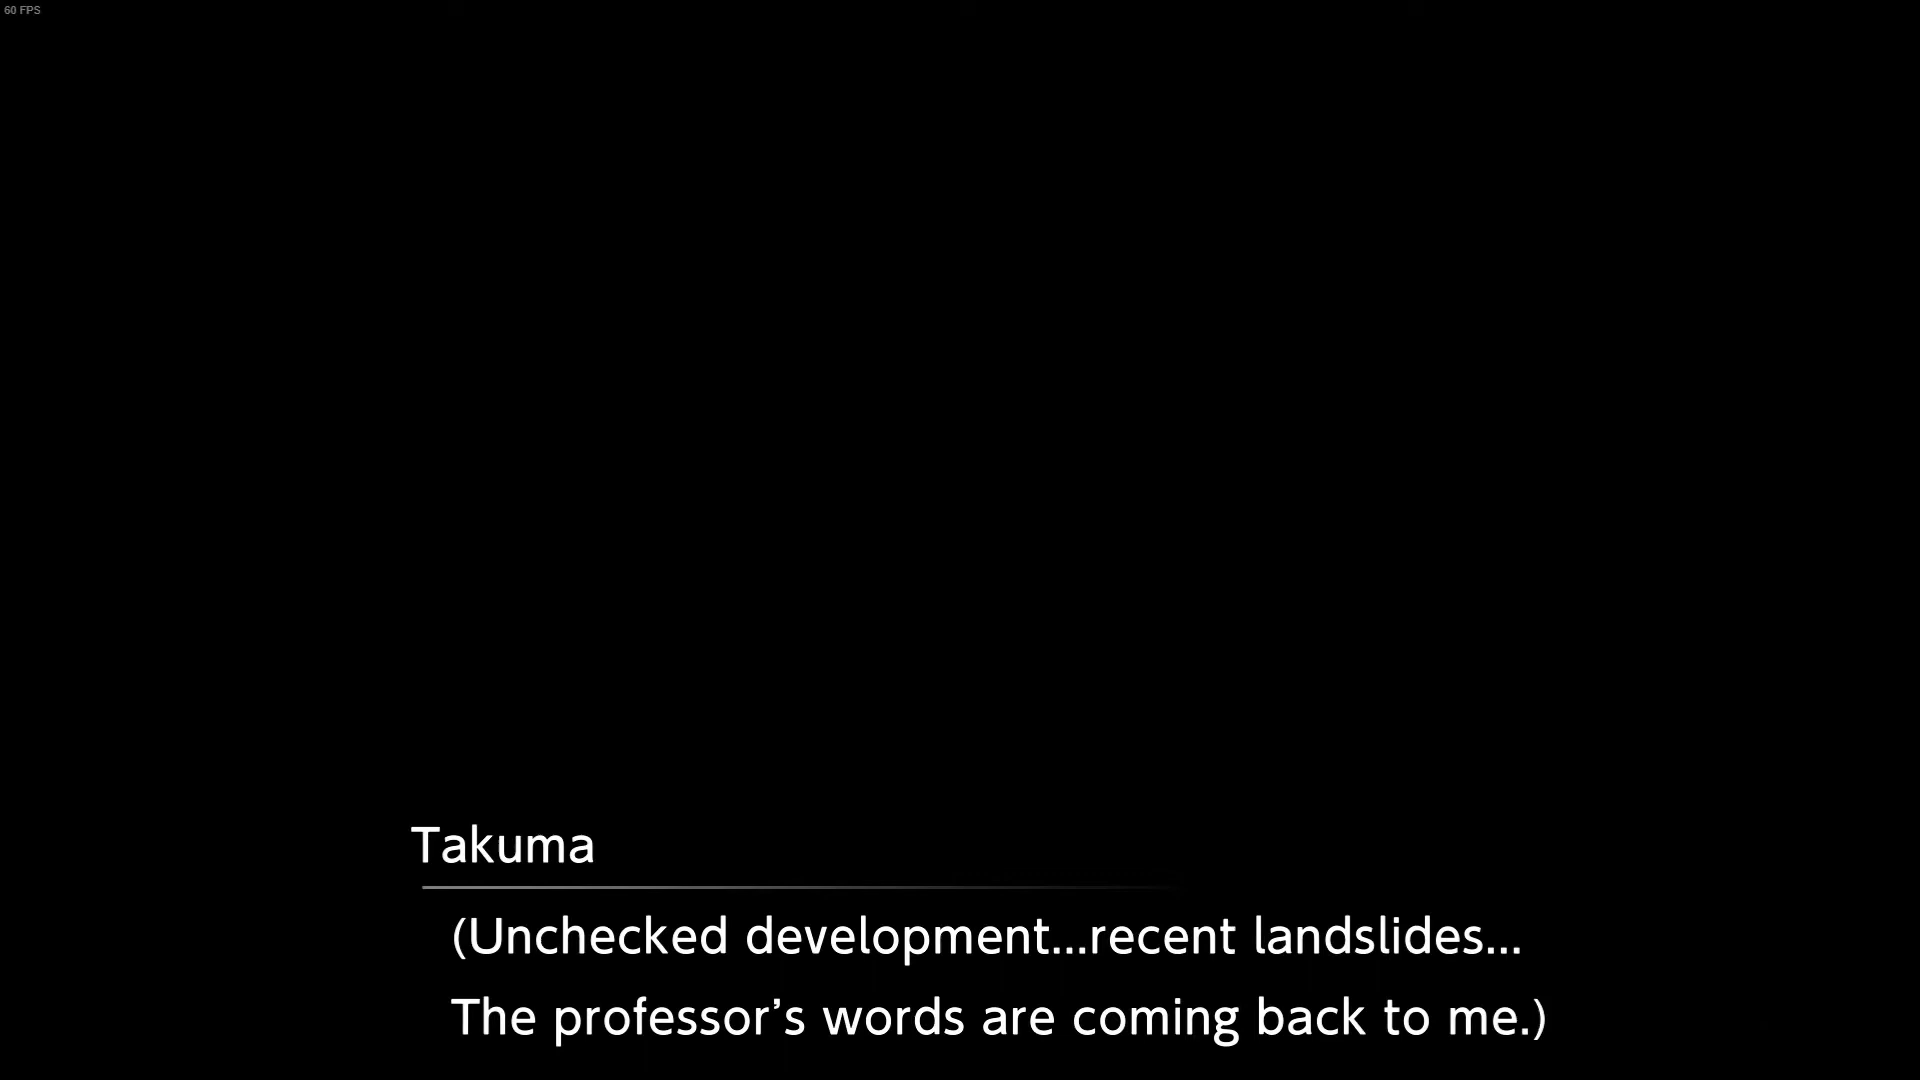 60 FPS
Takuma
(Unchecked development...recent landslides...
The professor’s words are coming back to me.)